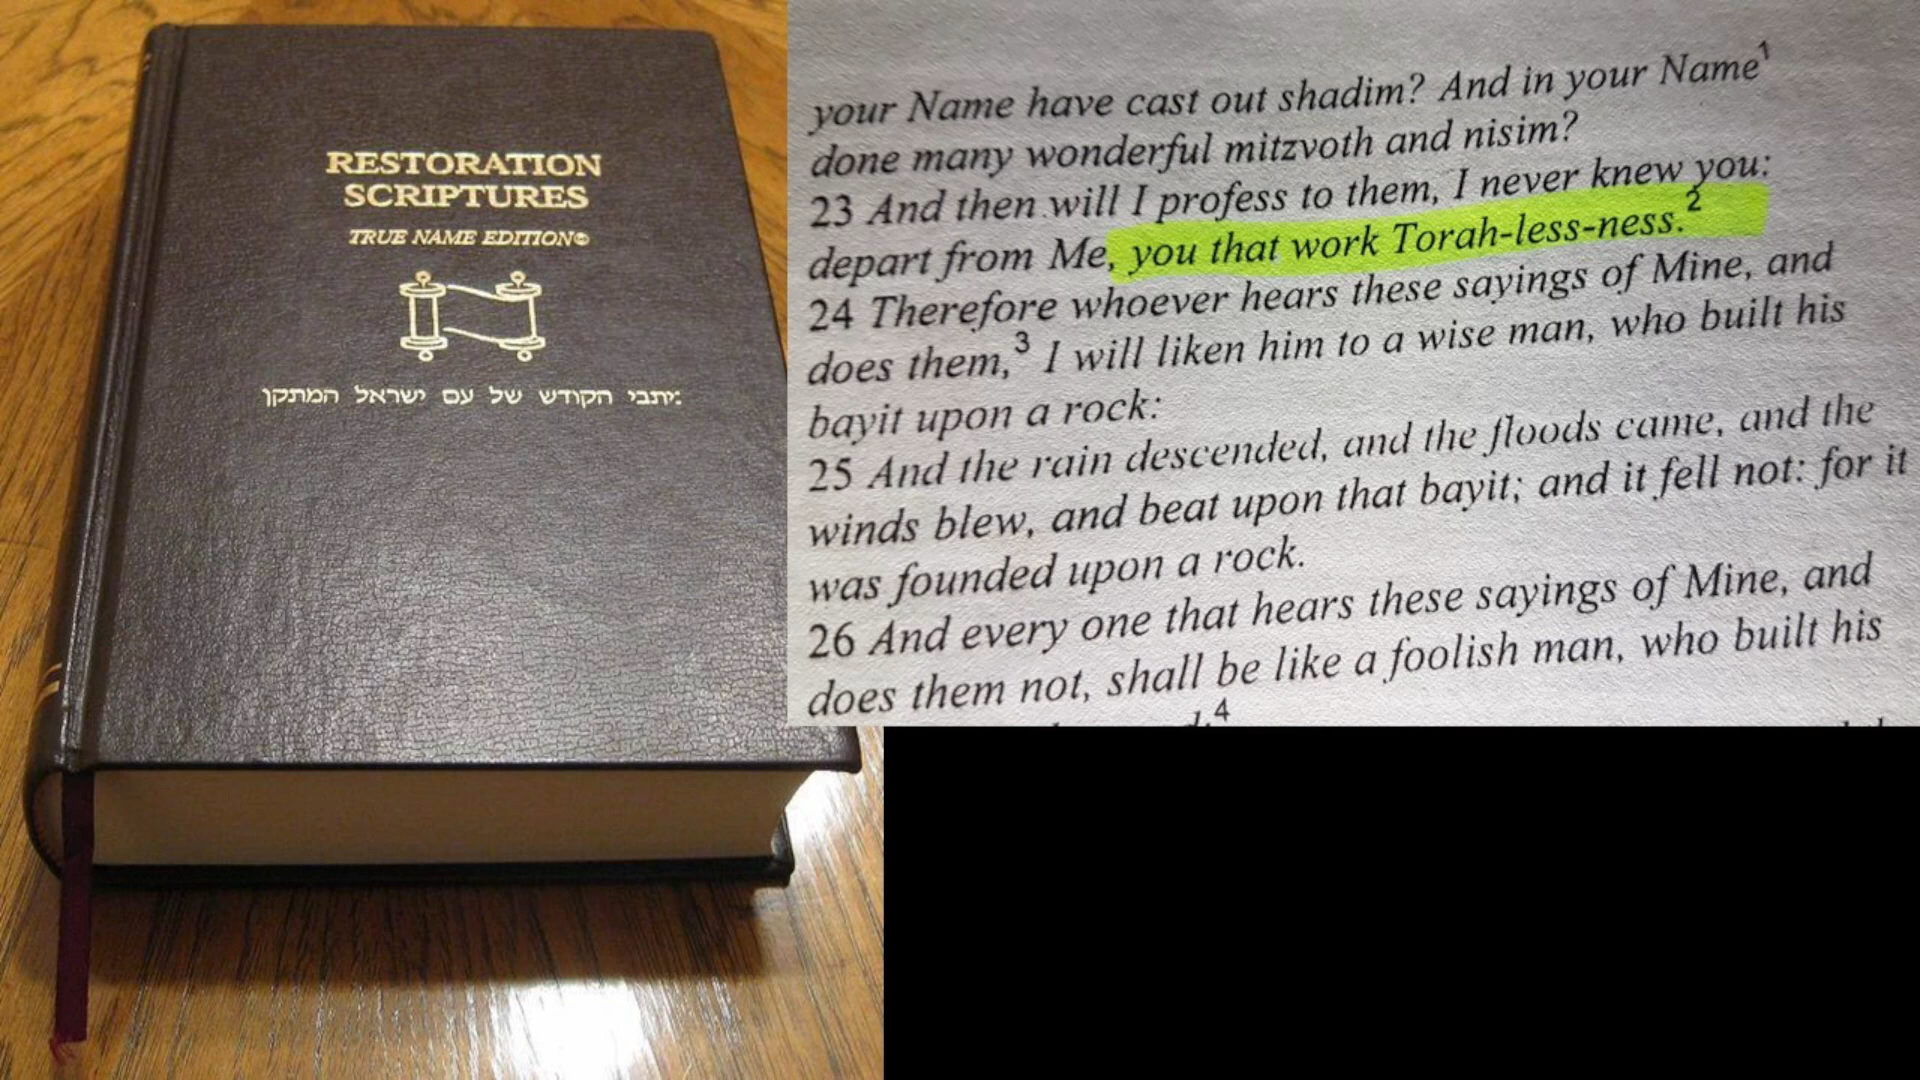 RESTORATION
SCRIPTURES
TRUE NAME EDITION©
הקודש של עם ישראל המתקן
your Name have cast out shadim? And in your Name¹
done many wonderful mitzvoth and nisim?
23 And then will I profess to them, I never knew you:
depart from Me, you that work Torah-less-ness.²
24 Therefore whoever hears these sayings of Mine, and
does them,³ I will liken him to a wise man, who built his
bayit upon a rock:
25 And the rain descended, and the floods came, and the
winds blew, and beat upon that bayit; and it fell not: for it
was founded upon a rock.
26 And every one that hears these sayings of Mine, and
does them not, shall be like a foolish man, who built his